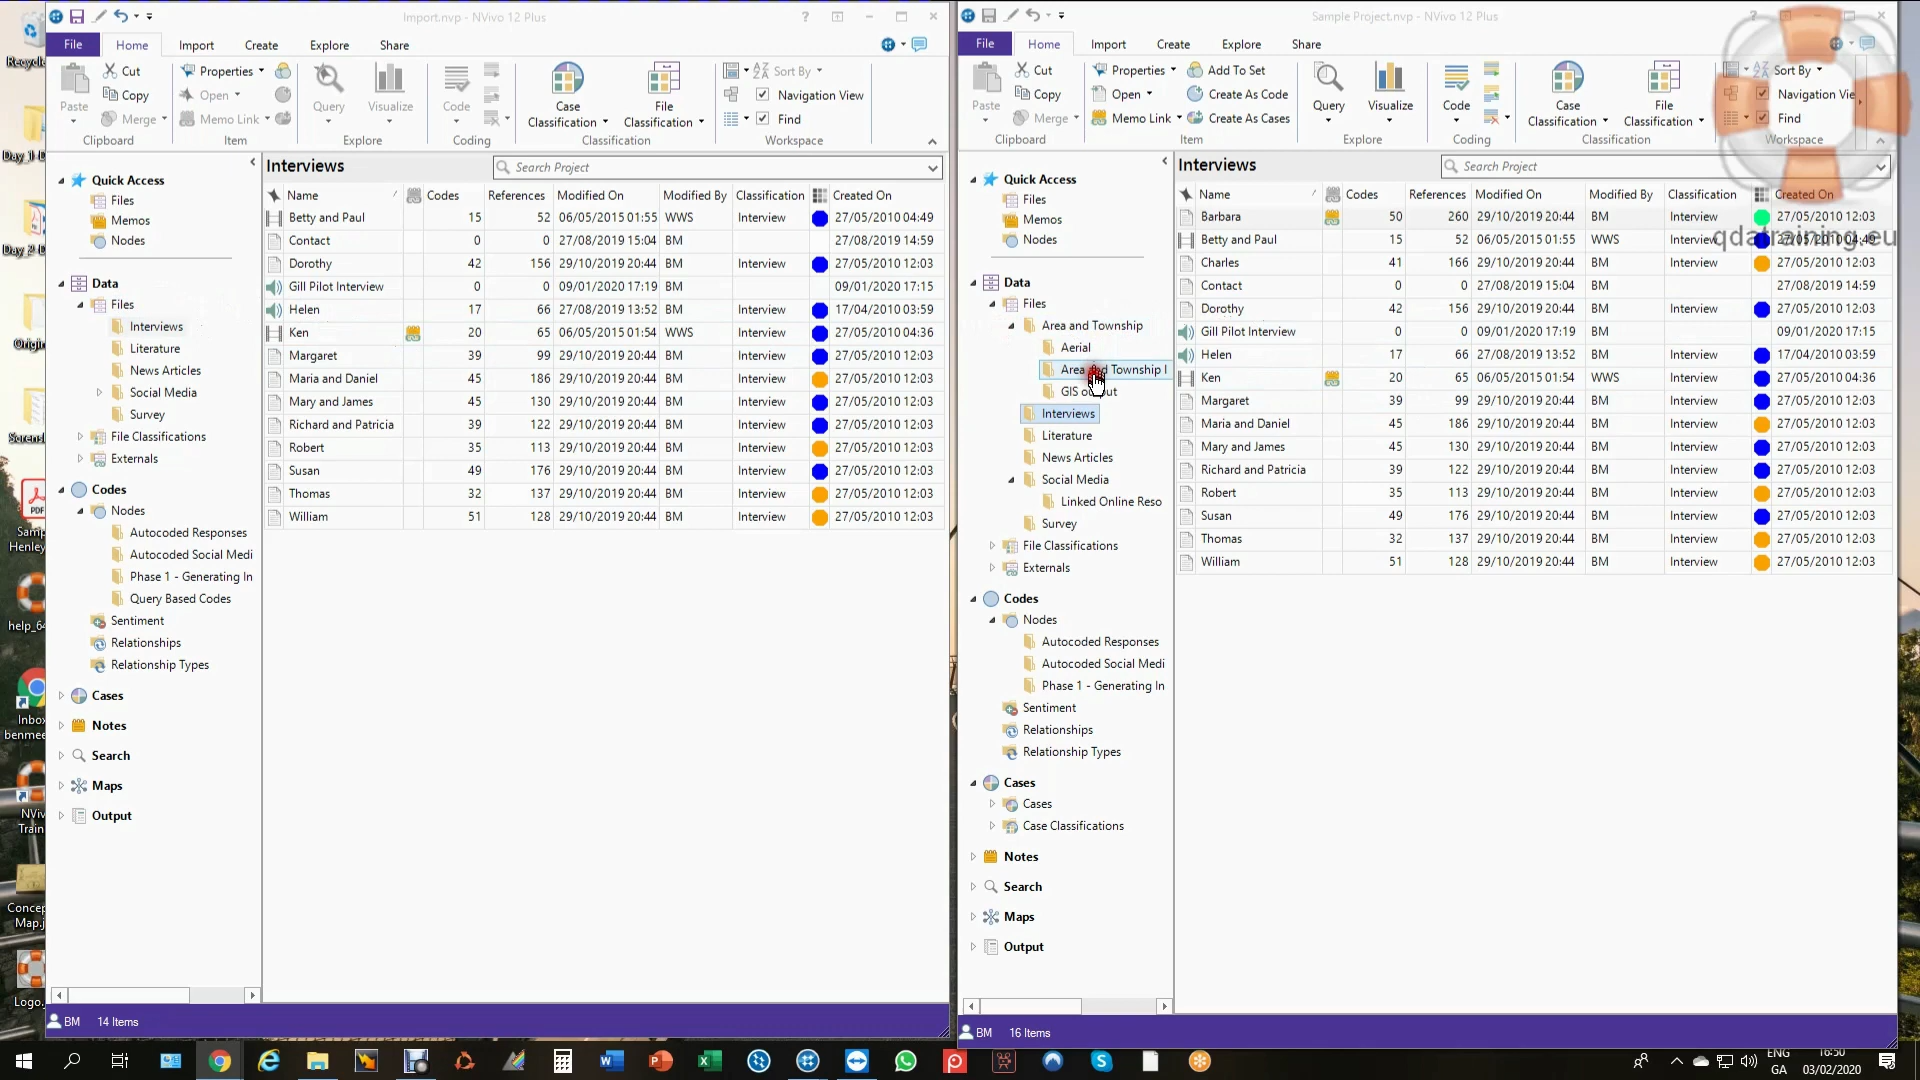 Import.nvp - NVivo 12 Plus
File Home Import Create Explore Share
Paste Cut Copy Merge Clipboard
Properties Open Memo Link Item
Query Visualize Explore
Code Coding
Case Classification File Classification Classification
Sort By Navigation View Find Workspace
Quick Access
Files
Memos
Nodes
Data
Files
Interviews
Literature
News Articles
Social Media
Survey
File Classifications
Externals
Codes
Nodes
Autocoded Responses
Autocoded Social Medi
Phase 1 - Generating In
Query Based Codes
Sentiment
Relationships
Relationship Types
Cases
Notes
Search
Maps
Output
Interviews Search Project
Name Codes References Modified On Modified By Classification Created On
Betty and Paul 15 52 06/05/2015 01:55 WWS Interview 27/05/2010 04:49
Contact 0 0 27/08/2019 15:04 BM 27/08/2019 14:59
Dorothy 42 156 29/10/2019 20:44 BM Interview 27/05/2010 12:03
Gill Pilot Interview 0 0 09/01/2020 17:19 BM 09/01/2020 17:15
Helen 17 66 27/08/2019 13:52 BM Interview 17/04/2010 03:59
Ken 20 65 06/05/2015 01:54 WWS Interview 27/05/2010 04:36
Margaret 39 99 29/10/2019 20:44 BM Interview 27/05/2010 12:03
Maria and Daniel 45 186 29/10/2019 20:44 BM Interview 27/05/2010 12:03
Mary and James 45 130 29/10/2019 20:44 BM Interview 27/05/2010 12:03
Richard and Patricia 39 122 29/10/2019 20:44 BM Interview 27/05/2010 12:03
Robert 35 113 29/10/2019 20:44 BM Interview 27/05/2010 12:03
Susan 49 176 29/10/2019 20:44 BM Interview 27/05/2010 12:03
Thomas 32 137 29/10/2019 20:44 BM Interview 27/05/2010 12:03
William 51 128 29/10/2019 20:44 BM Interview 27/05/2010 12:03
BM 14 Items
Sample Project.nvp - NVivo 12 Plus
File Home Import Create Explore Share
Paste Cut Copy Merge Clipboard
Properties Open Memo Link Add To Set Create As Code Create As Cases Item
Query Visualize Explore
Code Coding
Case Classification File Classification Classification
Sort By Navigation Vie Find Workspace
qdatraining.eu
Quick Access
Files
Memos
Nodes
Data
Files
Area and Township
Aerial
Area and Township I
GIS output
Interviews
Literature
News Articles
Social Media
Linked Online Reso
Survey
File Classifications
Externals
Codes
Nodes
Autocoded Responses
Autocoded Social Medi
Phase 1 - Generating In
Sentiment
Relationships
Relationship Types
Cases
Cases
Case Classifications
Notes
Search
Maps
Output
Interviews Search Project
Name Codes References Modified On Modified By Classification Created On
Barbara 50 260 29/10/2019 20:44 BM Interview 27/05/2010 12:03
Betty and Paul 15 52 06/05/2015 01:55 WWS Interview 27/05/2010 04:49
Charles 41 166 29/10/2019 20:44 BM Interview 27/05/2010 12:03
Contact 0 0 27/08/2019 15:04 BM 27/08/2019 14:59
Dorothy 42 156 29/10/2019 20:44 BM Interview 27/05/2010 12:03
Gill Pilot Interview 0 0 09/01/2020 17:19 BM 09/01/2020 17:15
Helen 17 66 27/08/2019 13:52 BM Interview 17/04/2010 03:59
Ken 20 65 06/05/2015 01:54 WWS Interview 27/05/2010 04:36
Margaret 39 99 29/10/2019 20:44 BM Interview 27/05/2010 12:03
Maria and Daniel 45 186 29/10/2019 20:44 BM Interview 27/05/2010 12:03
Mary and James 45 130 29/10/2019 20:44 BM Interview 27/05/2010 12:03
Richard and Patricia 39 122 29/10/2019 20:44 BM Interview 27/05/2010 12:03
Robert 35 113 29/10/2019 20:44 BM Interview 27/05/2010 12:03
Susan 49 176 29/10/2019 20:44 BM Interview 27/05/2010 12:03
Thomas 32 137 29/10/2019 20:44 BM Interview 27/05/2010 12:03
William 51 128 29/10/2019 20:44 BM Interview 27/05/2010 12:03
BM 16 Items
Recycle
Day_1
Day_2
Origin
Scrensh
Samp
Henley
help_64
Inbox
benmee
NViv
Train
Concep
Map.j
Logo.
ENG
GA
16:50
03/02/2020